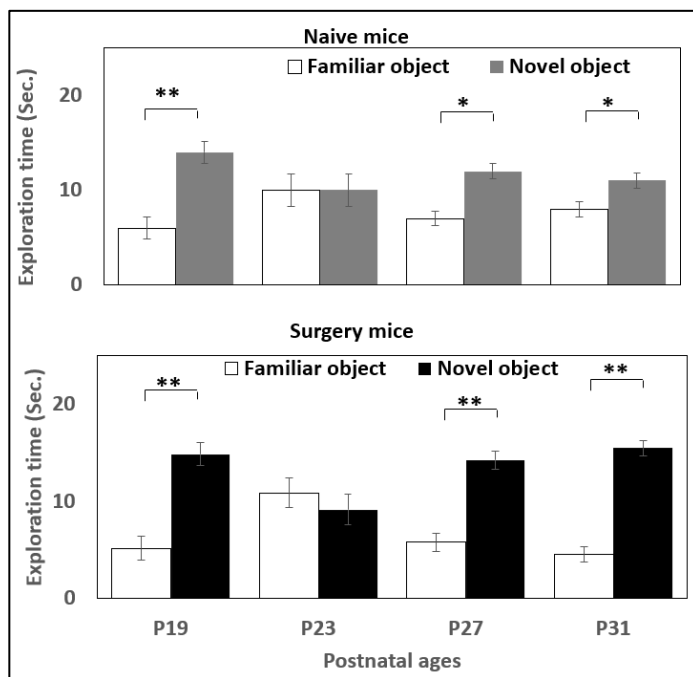 Naive mice
Familiar object Novel object
Exploration time (Sec.)
20
10
0
** * *
Surgery mice
Familiar object Novel object
Exploration time (Sec.)
20
10
0
** ** **
P19 P23 P27 P31
Postnatal ages